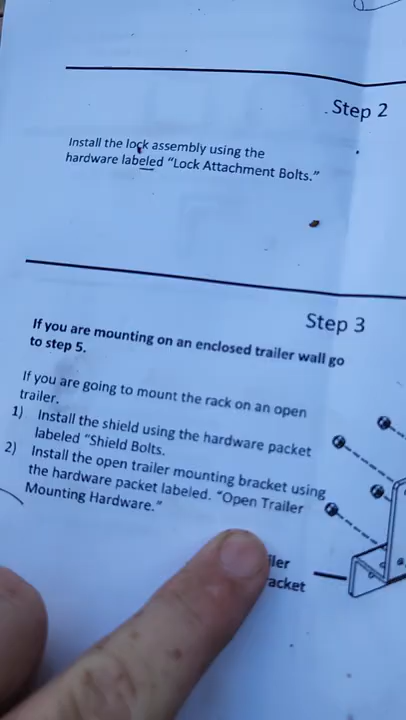 Step 2
Install the lock assembly using the
hardware labeled “Lock Attachment Bolts.”
Step 3
If you are mounting on an enclosed trailer wall go
to step 5.
If you are going to mount the rack on an open
trailer.
1) Install the shield using the hardware packet
labeled “Shield Bolts.
2) Install the open trailer mounting bracket using
the hardware packet labeled. “Open Trailer
Mounting Hardware.”